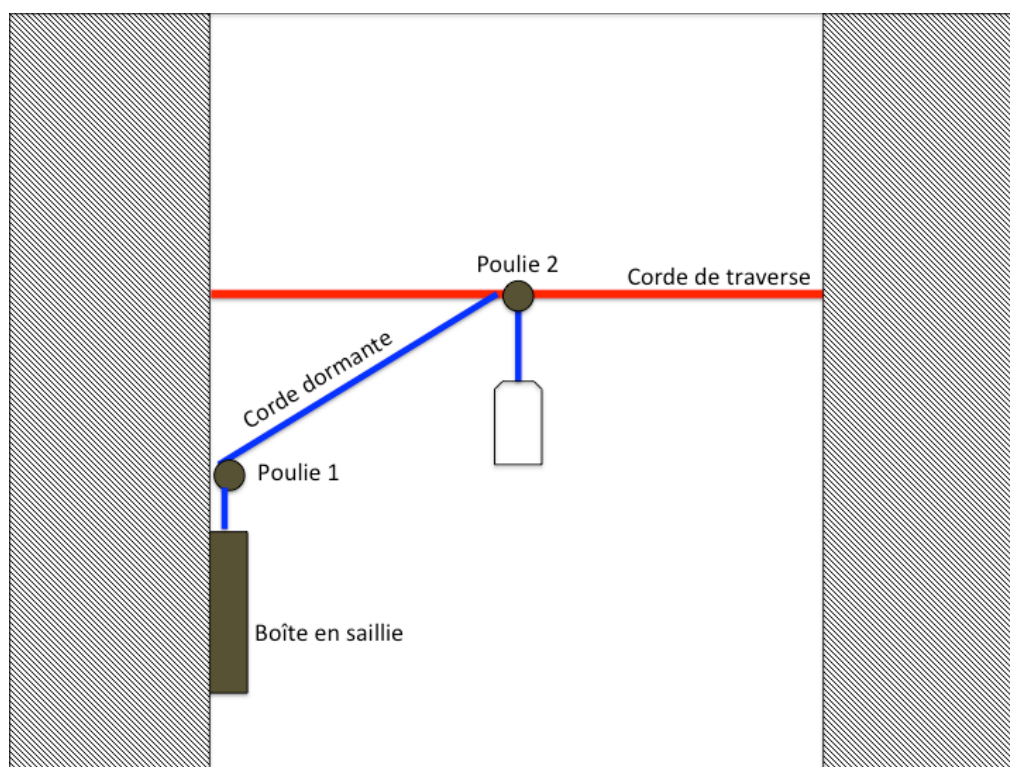 Poulie 2
Corde de traverse
Corde dormante
Poulie 1
Boîte en saillie